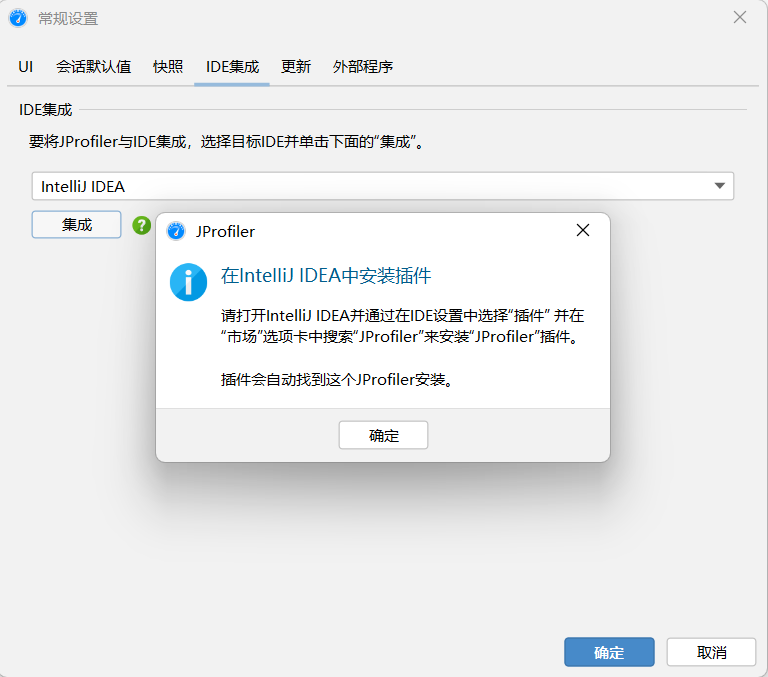 常规设置
UI 会话默认值 快照 IDE集成 更新 外部程序
IDE集成
要将JProfiler与IDE集成，选择目标IDE并单击下面的“集成”。
IntelliJ IDEA
集成 ?
JProfiler
在IntelliJ IDEA中安装插件
请打开IntelliJ IDEA并通过在IDE设置中选择“插件” 并在
“市场”选项卡中搜索“JProfiler”来安装“JProfiler”插件。
插件会自动找到这个JProfiler安装。
确定
确定 取消